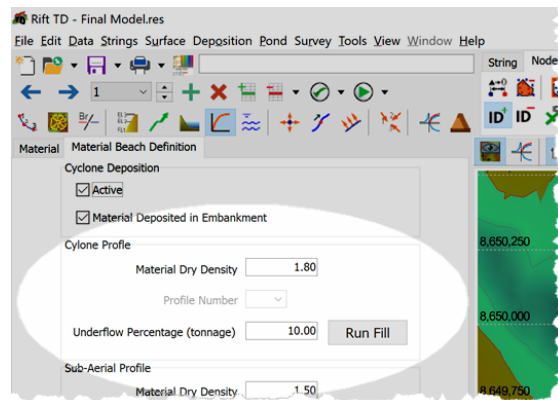 Rift TD - Final Model.res
File Edit Data Strings Surface Deposition Pond Survey Tools View Window Help
String Node
1
ID+ ID-
Material Material Beach Definition
Cyclone Deposition
Active
Material Deposited in Embankment
Cylone Profle
Material Dry Density 1.80
8,650,250
Profile Number
Underflow Percentage (tonnage) 10.00 Run Fill
8,650,000
Sub-Aerial Profile
Material Dry Density 1.50
8,649,750